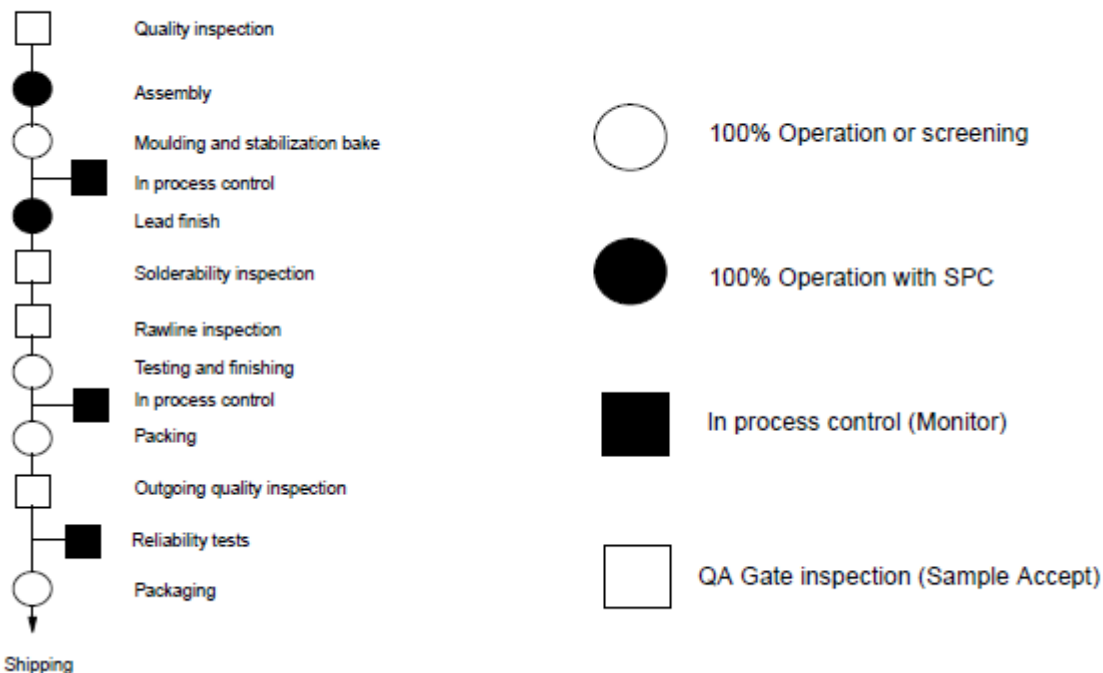 Quality inspection
Assembly
Moulding and stabilization bake
In process control
Lead finish
Solderability inspection
Rawline inspection
Testing and finishing
In process control
Packing
Outgoing quality inspection
Reliability tests
Packaging
Shipping
100% Operation or screening
100% Operation with SPC
In process control (Monitor)
QA Gate inspection (Sample Accept)